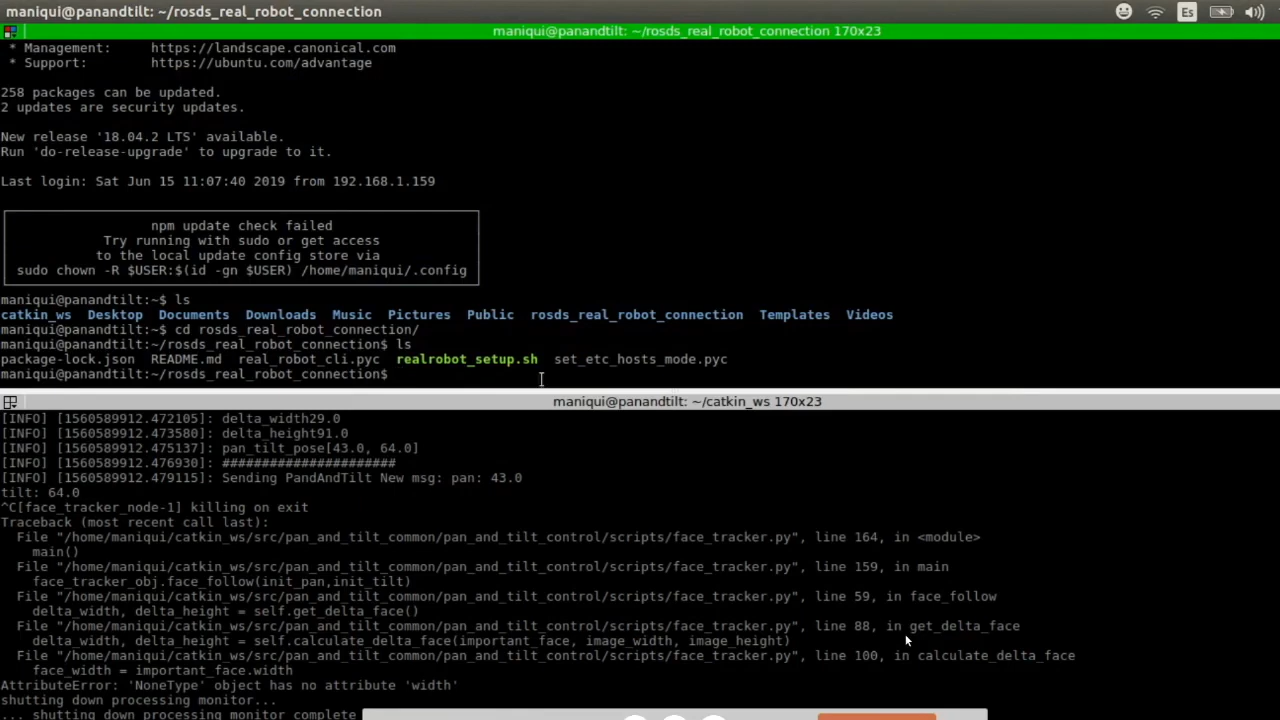 maniqui@panandtilt: ~/rosds_real_robot_connection
Es
maniqui@panandtilt: ~/rosds_real_robot_connection 170x23
* Management:     https://landscape.canonical.com
* Support:        https://ubuntu.com/advantage
258 packages can be updated.
2 updates are security updates.
New release '18.04.2 LTS' available.
Run 'do-release-upgrade' to upgrade to it.
Last login: Sat Jun 15 11:07:40 2019 from 192.168.1.159
npm update check failed
Try running with sudo or get access
to the local update config store via
sudo chown -R $USER:$(id -gn $USER) /home/maniqui/.config
maniqui@panandtilt:~$ ls
catkin_ws  Desktop  Documents  Downloads  Music  Pictures  Public  rosds_real_robot_connection  Templates  Videos
maniqui@panandtilt:~$ cd rosds_real_robot_connection/
maniqui@panandtilt:~/rosds_real_robot_connection$ ls
package-lock.json  README.md  real_robot_cli.pyc  realrobot_setup.sh  set_etc_hosts_mode.pyc
maniqui@panandtilt:~/rosds_real_robot_connection$
maniqui@panandtilt: ~/catkin_ws 170x23
[INFO] [1560589912.472105]: delta_width29.0
[INFO] [1560589912.473580]: delta_height91.0
[INFO] [1560589912.475137]: pan_tilt_pose[43.0, 64.0]
[INFO] [1560589912.476930]: ######################
[INFO] [1560589912.479115]: Sending PandAndTilt New msg: pan: 43.0
tilt: 64.0
^C[face_tracker_node-1] killing on exit
Traceback (most recent call last):
  File "/home/maniqui/catkin_ws/src/pan_and_tilt_common/pan_and_tilt_control/scripts/face_tracker.py", line 164, in <module>
    main()
  File "/home/maniqui/catkin_ws/src/pan_and_tilt_common/pan_and_tilt_control/scripts/face_tracker.py", line 159, in main
    face_tracker_obj.face_follow(init_pan,init_tilt)
  File "/home/maniqui/catkin_ws/src/pan_and_tilt_common/pan_and_tilt_control/scripts/face_tracker.py", line 59, in face_follow
    delta_width, delta_height = self.get_delta_face()
  File "/home/maniqui/catkin_ws/src/pan_and_tilt_common/pan_and_tilt_control/scripts/face_tracker.py", line 88, in get_delta_face
    delta_width, delta_height = self.calculate_delta_face(important_face, image_width, image_height)
  File "/home/maniqui/catkin_ws/src/pan_and_tilt_common/pan_and_tilt_control/scripts/face_tracker.py", line 100, in calculate_delta_face
    face_width = important_face.width
AttributeError: 'NoneType' object has no attribute 'width'
shutting down processing monitor...
... shutting down processing monitor complete